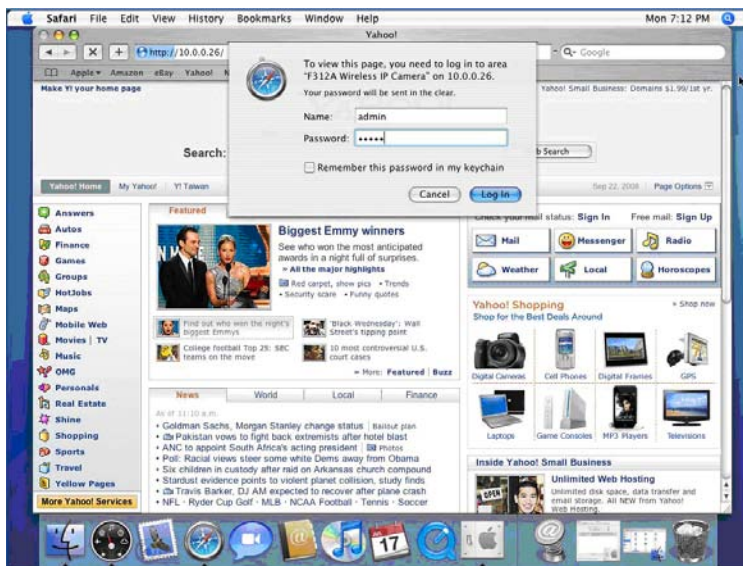 Safari File Edit View History Bookmarks Window Help Mon 7:12 PM
Yahoo!
http://10.0.0.26/
Google
Apple Amazon eBay Yahoo!
To view this page, you need to log in to area
"F312A Wireless IP Camera" on 10.0.0.26.
Your password will be sent in the clear.
Name: admin
Password: •••••
Remember this password in my keychain
Cancel Log In
Make Y! your home page
Yahoo! Small Business: Domains $1.99/1st yr.
Search:
Search
Yahoo! Home My Yahoo! Y! Taiwan Sep 22, 2008 Page Options
Answers
Autos
Finance
Games
Groups
HotJobs
Maps
Mobile Web
Movies | TV
Music
OMG
Personals
Real Estate
Shine
Shopping
Sports
Travel
Yellow Pages
More Yahoo! Services
Featured
Biggest Emmy winners
See who won the most anticipated
awards in a night full of surprises.
» All the major highlights
Red carpet, show pics • Trends
• Security scare • Funny quotes
Find out who won the night's
biggest Emmys
'Black Wednesday': Wall
Street's tipping point
College football Top 25: SEC
teams on the move
10 most controversial U.S.
court cases
» More: Featured | Buzz
News World Local Finance
As of 11:10 a.m.
• Goldman Sachs, Morgan Stanley change status | Bailout plan
• Pakistan vows to fight back extremists after hotel blast
• ANC to appoint South Africa's acting president | Photos
• Poll: Racial views steer some white Dems away from Obama
• Six children in custody after raid on Arkansas church compound
• Stardust evidence points to violent planet collision, study finds
• Travis Barker, DJ AM expected to recover after plane crash
• NFL · Ryder Cup Golf · MLB · NCAA Football · Tennis · Soccer
Check your mail status: Sign In Free mail: Sign Up
Mail Messenger Radio
Weather Local Horoscopes
Yahoo! Shopping
» Shop now
Shop for the Best Deals Around
Digital Cameras Cell Phones Digital Frames GPS
Laptops Game Consoles MP3 Players Televisions
Inside Yahoo! Small Business
Unlimited Web Hosting
Unlimited disk space, data transfer and
email storage. All NEW from Yahoo!
Web Hosting.
OPEN
JUL
17